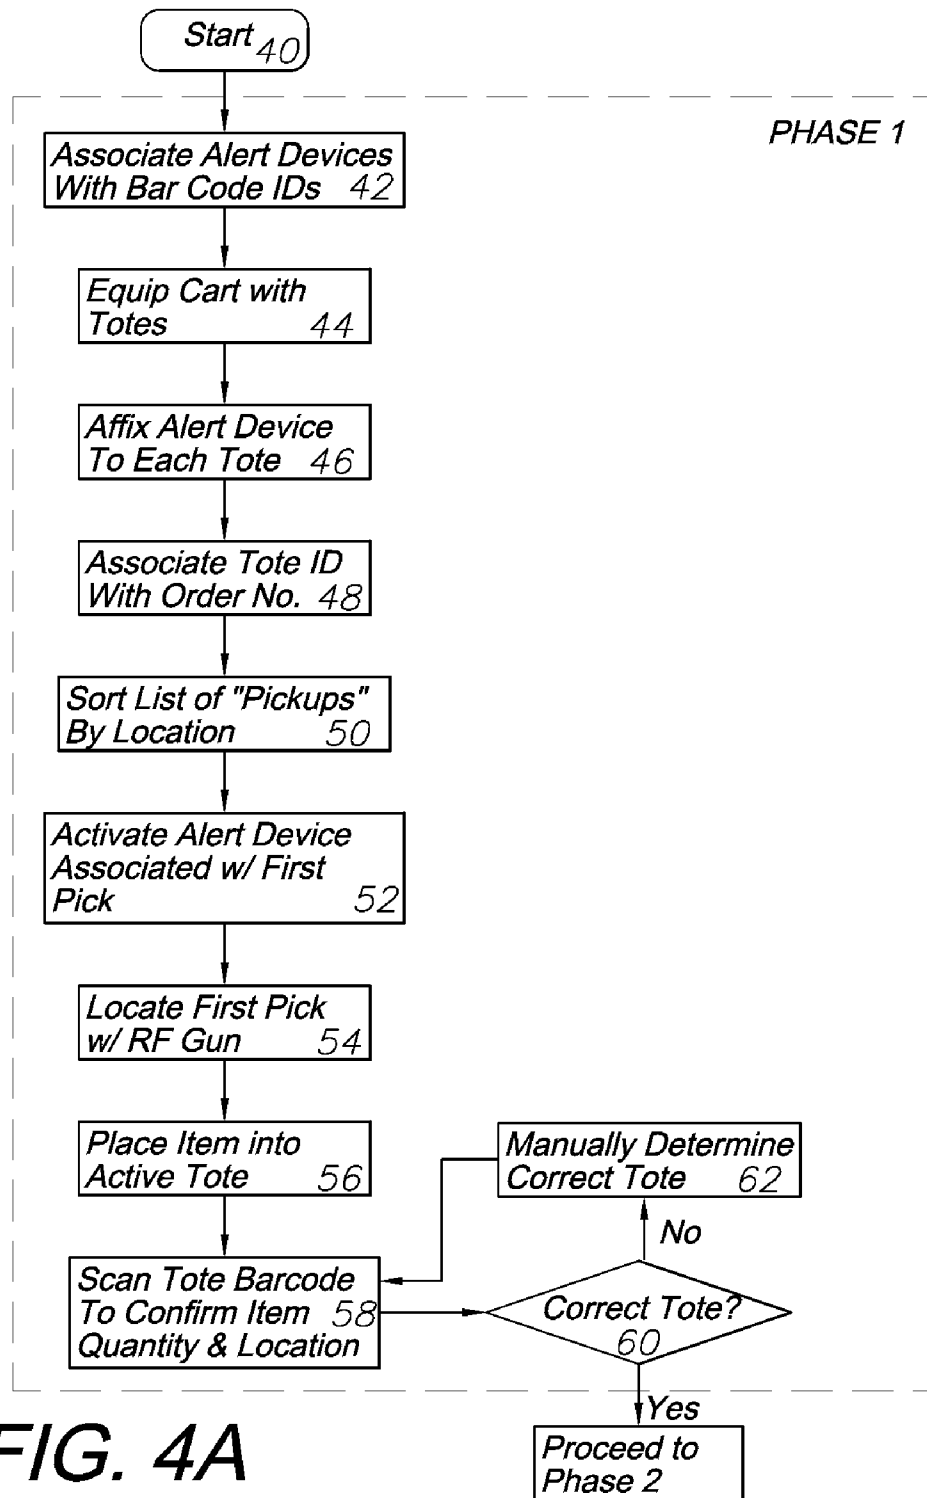 Start 40
PHASE 1
Associate Alert Devices
With Bar Code IDs 42
Equip Cart with
Totes 44
Affix Alert Device
To Each Tote 46
Associate Tote ID
With Order No. 48
Sort List of "Pickups"
By Location 50
Activate Alert Device
Associated w/ First
Pick 52
Locate First Pick
w/ RF Gun 54
Place Item into
Active Tote 56
Manually Determine
Correct Tote 62
No
Scan Tote Barcode
To Confirm Item 58
Quantity & Location
Correct Tote?
60
Yes
Proceed to
Phase 2
FIG. 4A